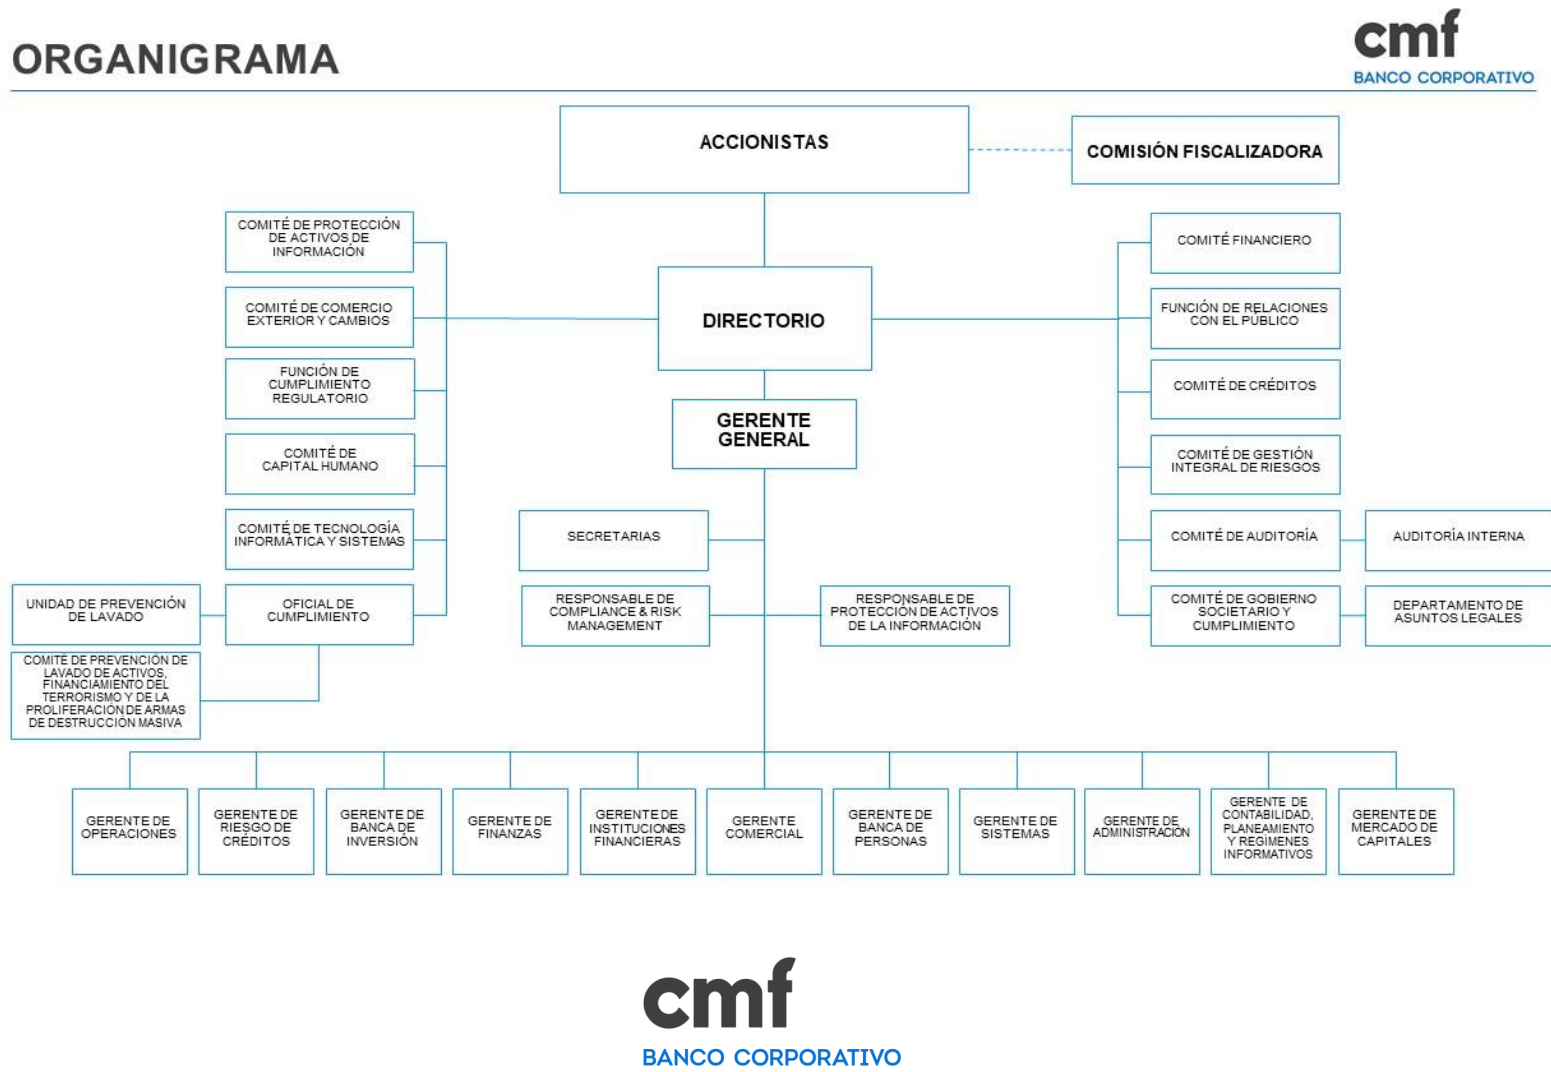 ORGANIGRAMA
cmf
BANCO CORPORATIVO
ACCIONISTAS
COMISIÓN FISCALIZADORA
COMITÉ DE PROTECCIÓN
DE ACTIVOS DE
INFORMACIÓN
COMITÉ FINANCIERO
DIRECTORIO
COMITÉ DE COMERCIO
EXTERIOR Y CAMBIOS
FUNCIÓN DE RELACIONES
CON EL PÚBLICO
FUNCIÓN DE
CUMPLIMIENTO
REGULATORIO
COMITÉ DE CRÉDITOS
GERENTE
GENERAL
COMITÉ DE
CAPITAL HUMANO
COMITÉ DE GESTIÓN
INTEGRAL DE RIESGOS
COMITÉ DE TECNOLOGÍA
INFORMÁTICA Y SISTEMAS
SECRETARIAS
COMITÉ DE AUDITORÍA
AUDITORÍA INTERNA
UNIDAD DE PREVENCIÓN
DE LAVADO
OFICIAL DE
CUMPLIMIENTO
RESPONSABLE DE
COMPLIANCE & RISK
MANAGEMENT
RESPONSABLE DE
PROTECCIÓN DE ACTIVOS
DE LA INFORMACIÓN
COMITÉ DE GOBIERNO
SOCIETARIO Y
CUMPLIMIENTO
DEPARTAMENTO DE
ASUNTOS LEGALES
COMITÉ DE PREVENCIÓN DE
LAVADO DE ACTIVOS,
FINANCIAMIENTO DEL
TERRORISMO Y DE LA
PROLIFERACIÓN DE ARMAS
DE DESTRUCCIÓN MASIVA
GERENTE DE
OPERACIONES
GERENTE DE
RIESGO DE
CRÉDITOS
GERENTE DE
BANCA DE
INVERSIÓN
GERENTE DE
FINANZAS
GERENTE DE
INSTITUCIONES
FINANCIERAS
GERENTE
COMERCIAL
GERENTE DE
BANCA DE
PERSONAS
GERENTE DE
SISTEMAS
GERENTE DE
ADMINISTRACIÓN
GERENTE DE
CONTABILIDAD,
PLANEAMIENTO
Y REGÍMENES
INFORMATIVOS
GERENTE DE
MERCADO DE
CAPITALES
cmf
BANCO CORPORATIVO